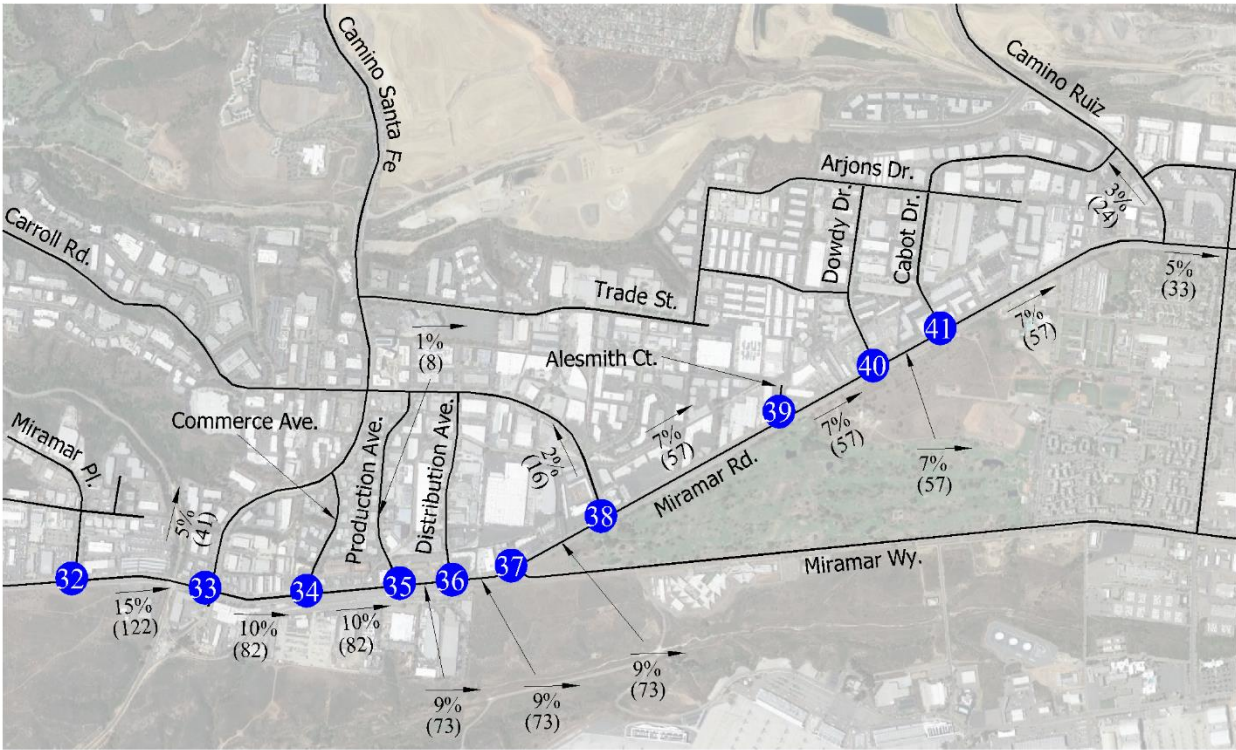 Camino Santa Fe
Camino Ruiz
Arjons Dr.
Dowdy Dr.
Cabot Dr.
3%
(24)
Carroll Rd.
5%
(33)
Trade St.
7%
(57)
1%
(8)
Alesmith Ct.
41
40
39
Commerce Ave.
Miramar Pl.
Production Ave.
Distribution Ave.
7%
(57)
7%
(57)
7%
(57)
2%
(16)
Miramar Rd.
5%
(41)
38
37
Miramar Wy.
32
33
34
35
36
15%
(122)
10%
(82)
10%
(82)
9%
(73)
9%
(73)
9%
(73)